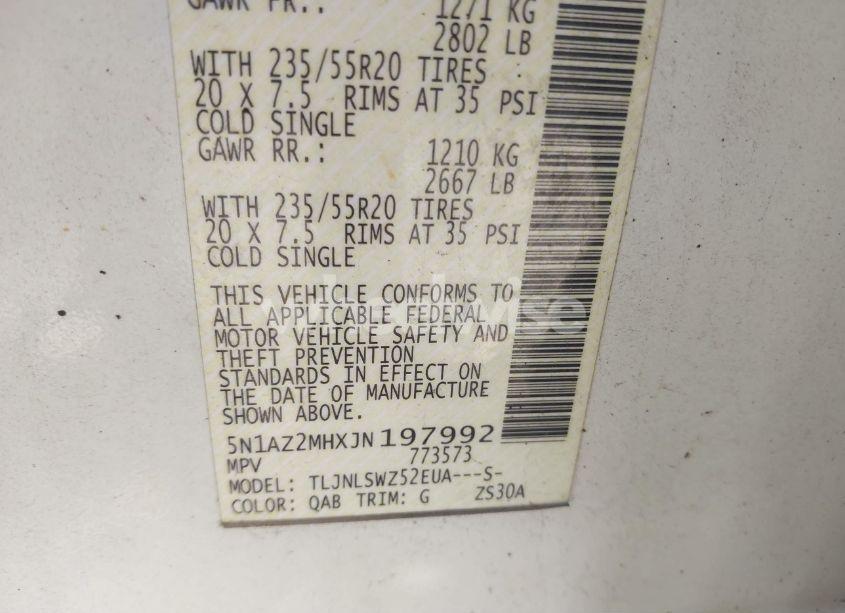 GAWR FR.: 1271 KG
2802 LB
WITH 235/55R20 TIRES
20 X 7.5 RIMS AT 35 PSI
COLD SINGLE
GAWR RR.: 1210 KG
2667 LB
WITH 235/55R20 TIRES
20 X 7.5 RIMS AT 35 PSI
COLD SINGLE
THIS VEHICLE CONFORMS TO
ALL APPLICABLE FEDERAL
MOTOR VEHICLE SAFETY AND
THEFT PREVENTION
STANDARDS IN EFFECT ON
THE DATE OF MANUFACTURE
SHOWN ABOVE.
5N1AZ2MHXJN197992
MPV 773573
MODEL: TLJNLSWZ52EUA---S-
COLOR: QAB TRIM: G ZS30A